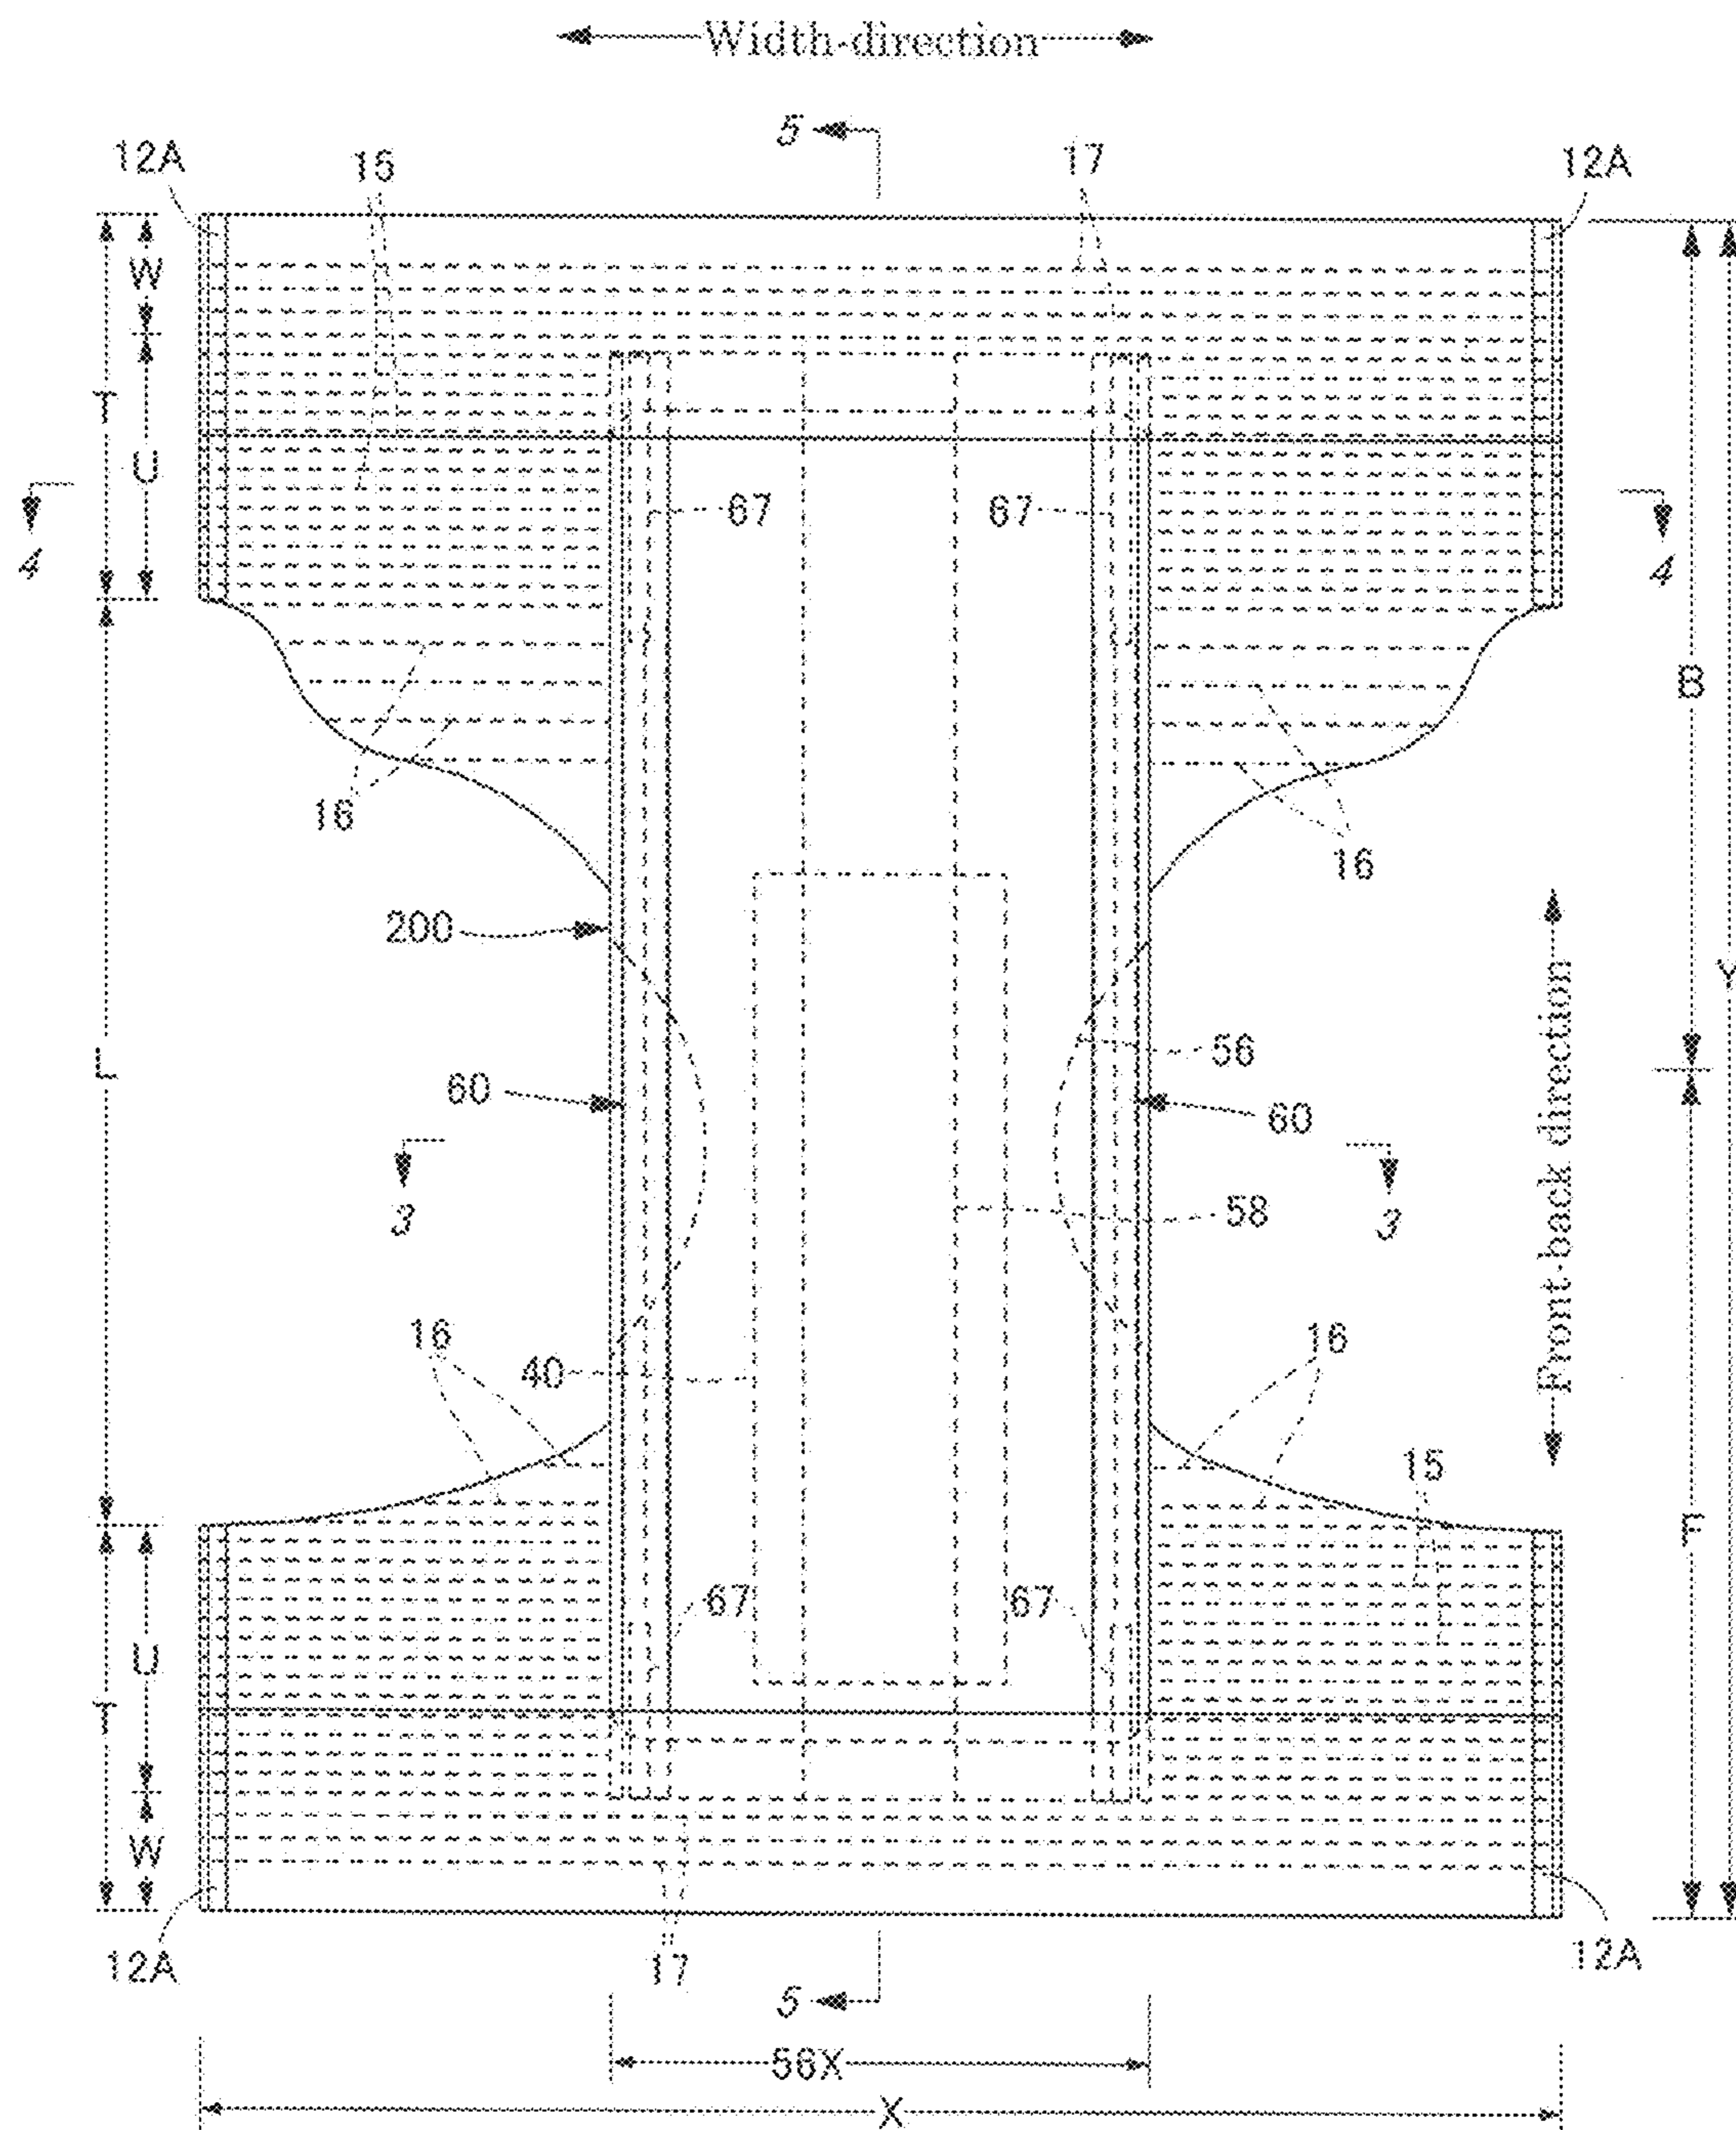 Width-direction
5
12A
15
17
12A
W
T
U
B
67
67
4
4
16
16
200
Y
L
56
60
60
Front-back direction
3
3
58
16
16
40
15
F
67
67
U
T
W
12A
17
12A
5
56X
X